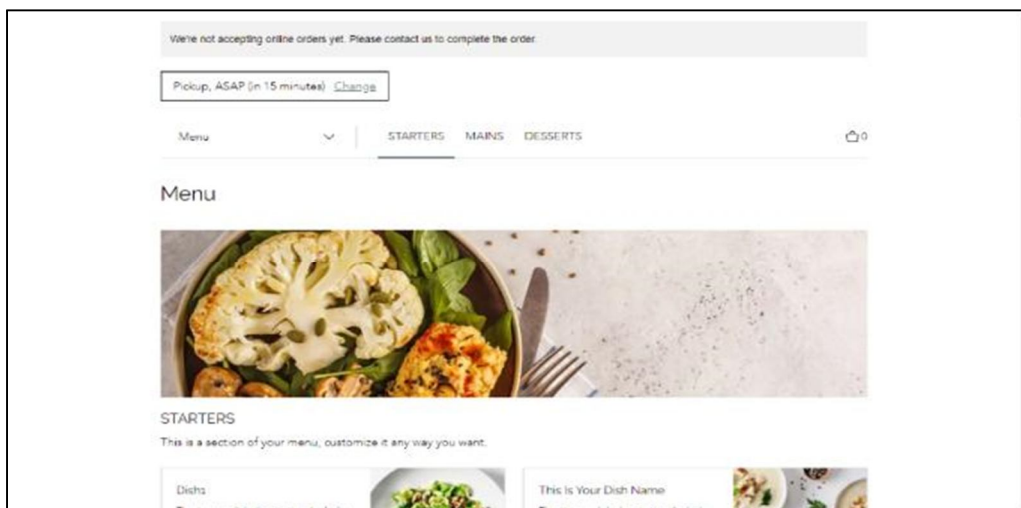 We're not accepting online orders yet. Please contact us to complete the order.
Pickup, ASAP (in 15 minutes) Change
Menu
STARTERS MAINS DESSERTS
0
Menu
STARTERS
This is a section of your menu, customize it any way you want.
Dish1
This Is Your Dish Name